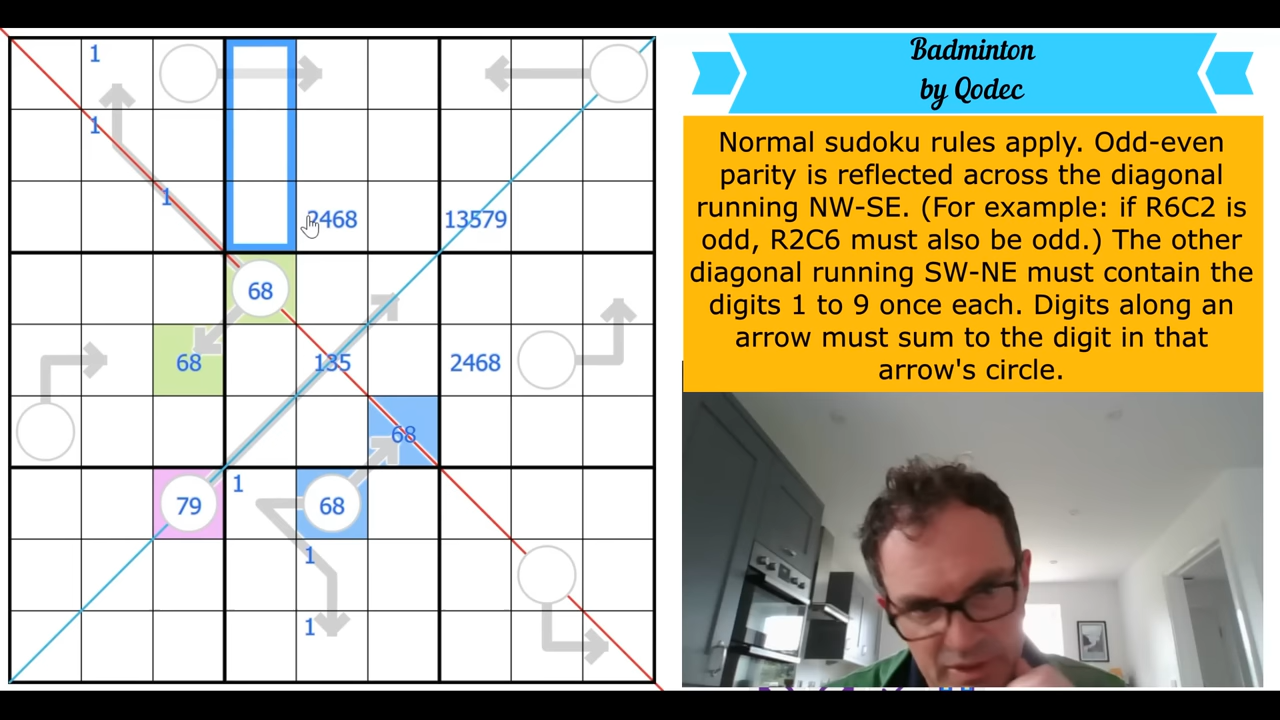 Badminton
by Qodec
Normal sudoku rules apply. Odd-even
parity is reflected across the diagonal
running NW-SE. (For example: if R6C2 is
odd, R2C6 must also be odd.) The other
diagonal running SW-NE must contain the
digits 1 to 9 once each. Digits along an
arrow must sum to the digit in that
arrow's circle.
1
1
1
2468 13579
68
68 135 2468
68
79 1 68
1
1